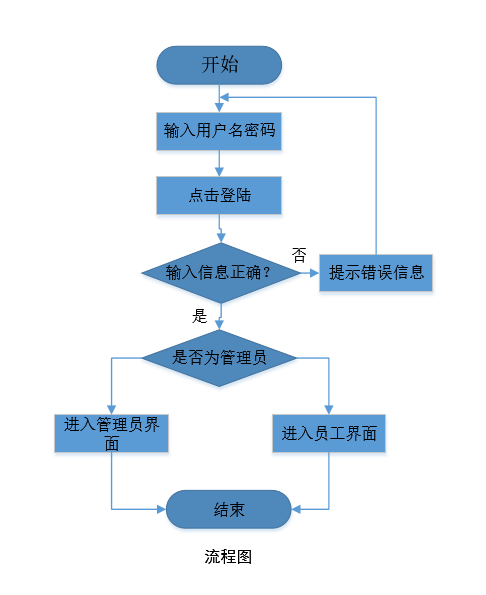 开始
输入用户名密码
点击登陆
输入信息正确？
否
提示错误信息
是
是否为管理员
进入管理员界
面
进入员工界面
结束
流程图